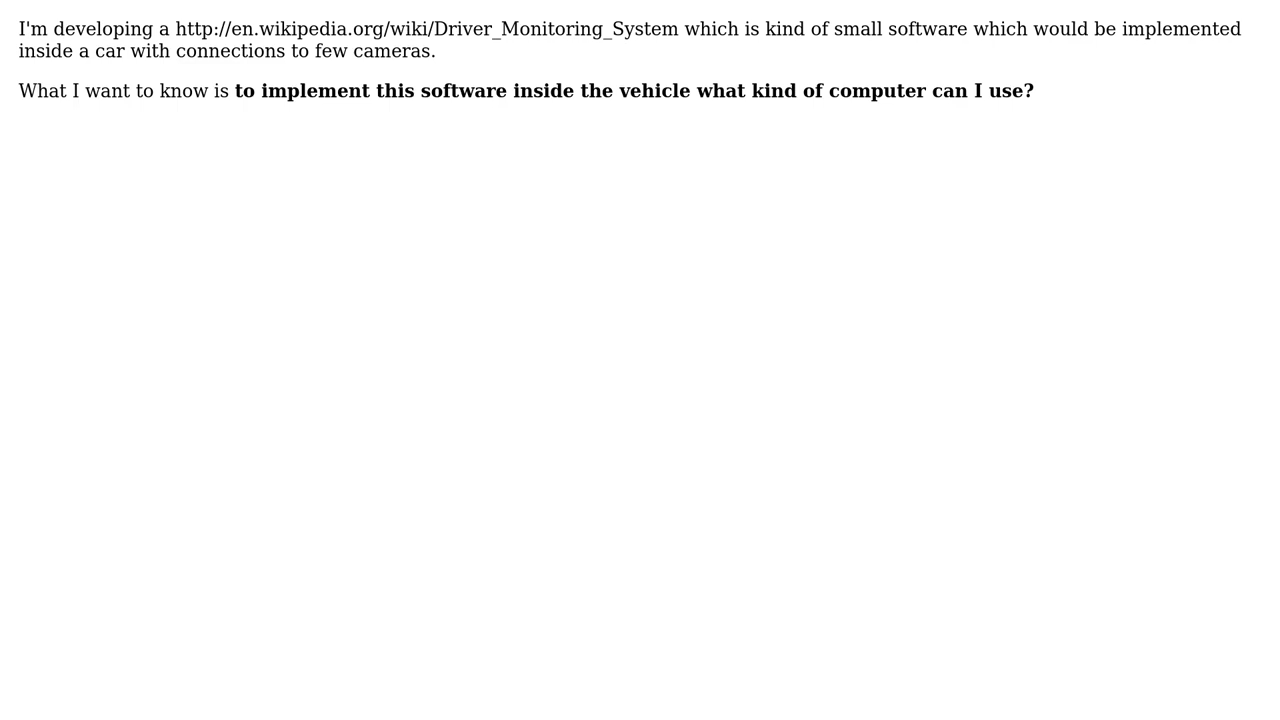 I'm developing a http://en.wikipedia.org/wiki/Driver_Monitoring_System which is kind of small software which would be implemented
inside a car with connections to few cameras.
What I want to know is to implement this software inside the vehicle what kind of computer can I use?